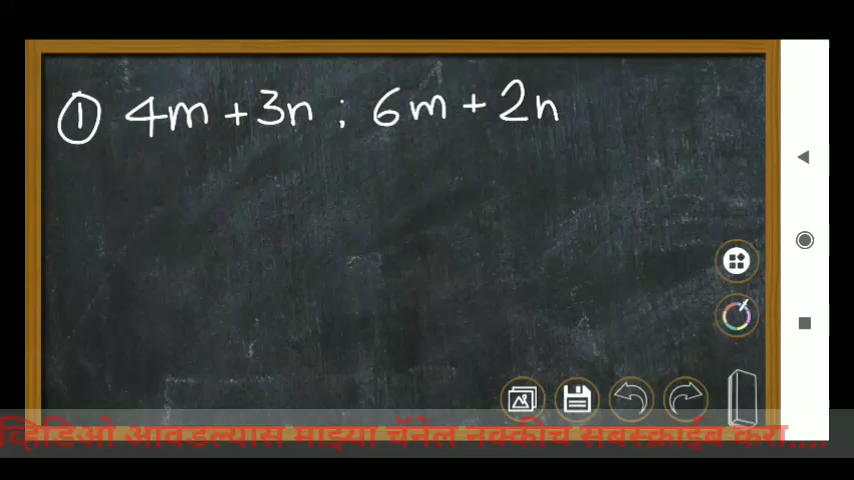 ① 4m + 3n ; 6m + 2n
व्हिडिओ आवडल्यास माझ्या चॅनेल नक्कीच सबस्क्राईब करा....